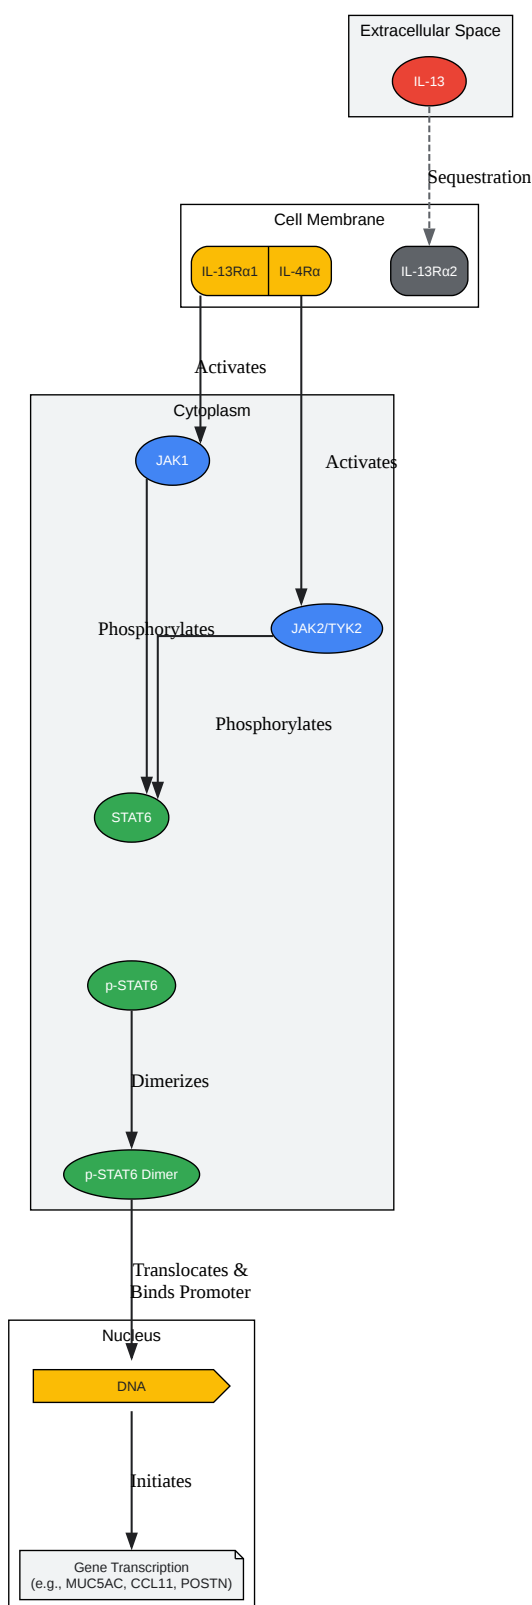 Extracellular Space
IL-13
Sequestration
Cell Membrane
IL-13Rα1
IL-4Rα
IL-13Rα2
Activates
Cytoplasm
JAK1
Activates
Phosphorylates
JAK2/TYK2
Phosphorylates
STAT6
p-STAT6
Dimerizes
p-STAT6 Dimer
Translocates &
Binds Promoter
Nucleus
DNA
Initiates
Gene Transcription
(e.g., MUC5AC, CCL11, POSTN)